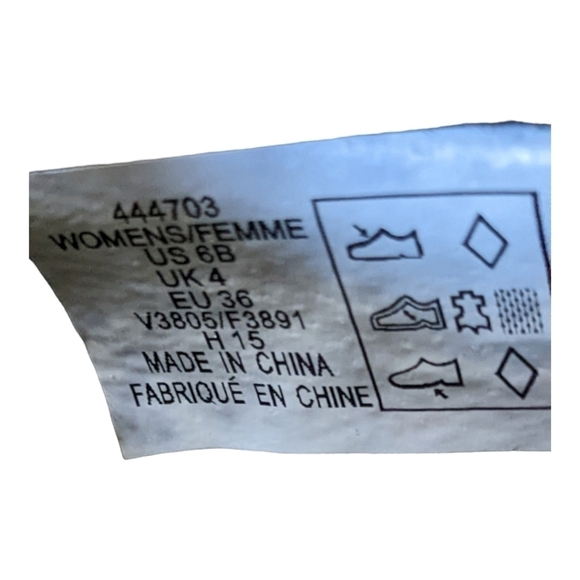 444703
WOMENS/FEMME
US 6B
UK 4
EU 36
V3805/F3891
H 15
MADE IN CHINA
FABRIQUÉ EN CHINE